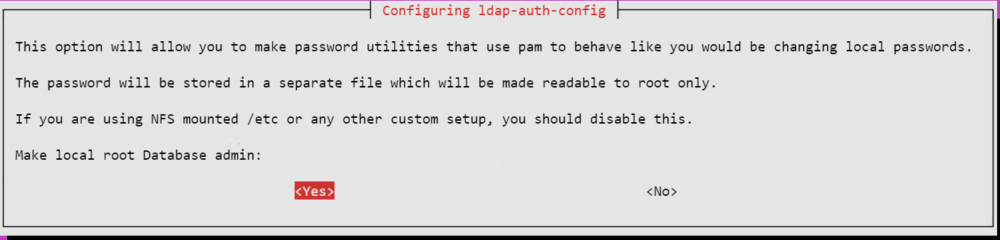 Configuring ldap-auth-config
This option will allow you to make password utilities that use pam to behave like you would be changing local passwords.
The password will be stored in a separate file which will be made readable to root only.
If you are using NFS mounted /etc or any other custom setup, you should disable this.
Make local root Database admin:
<Yes> <No>